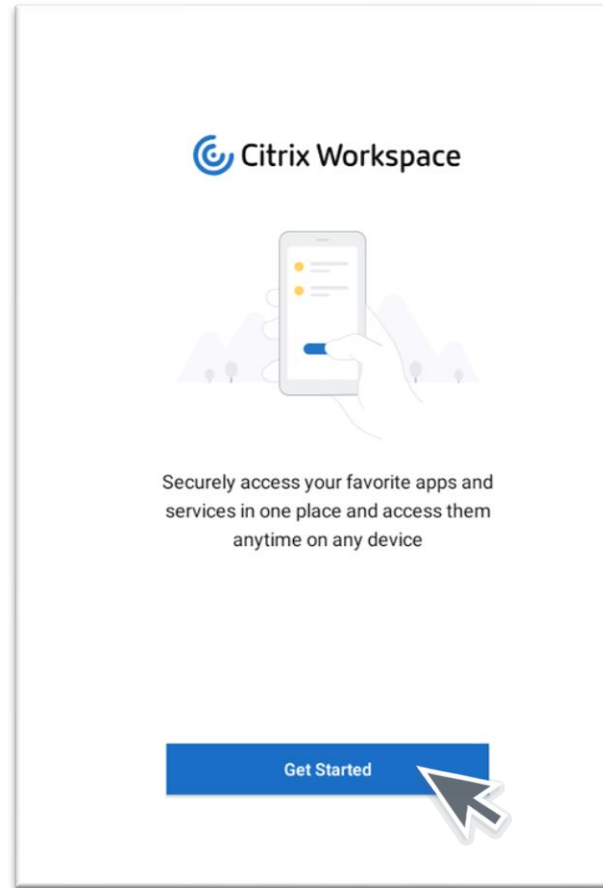 Citrix Workspace
Securely access your favorite apps and
services in one place and access them
anytime on any device
Get Started